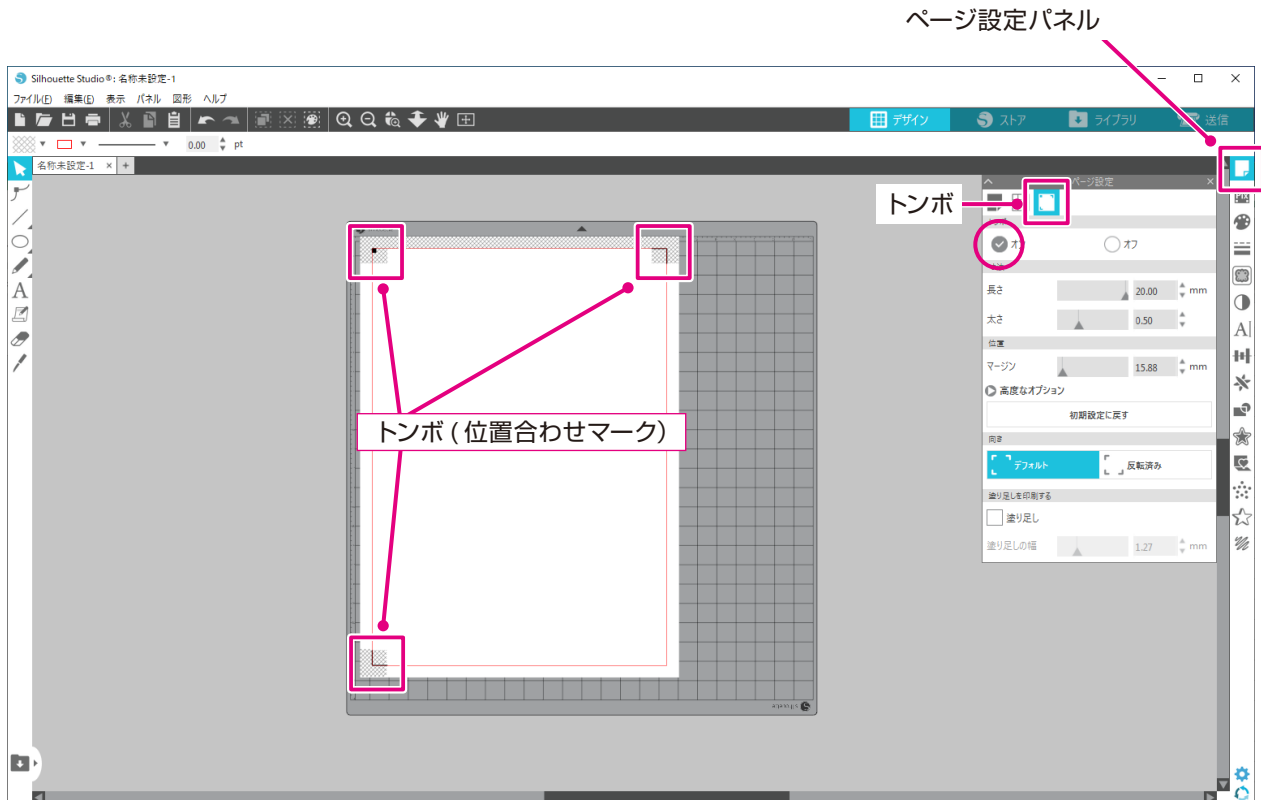 ページ設定パネル
Silhouette Studio®: 名称未設定-1
ファイル(F) 編集(E) 表示 パネル 図形 ヘルプ
デザイン ストア ライブラリ 送信
0.00 pt
名称未設定-1 × +
ページ設定
トンボ
オフ
長さ 20.00 mm
太さ 0.50
位置
マージン 15.88 mm
高度なオプション
初期設定に戻す
トンボ ( 位置合わせマーク）
向き
デフォルト 反転済み
塗り足しを印刷する
塗り足し
塗り足しの幅 1.27 mm